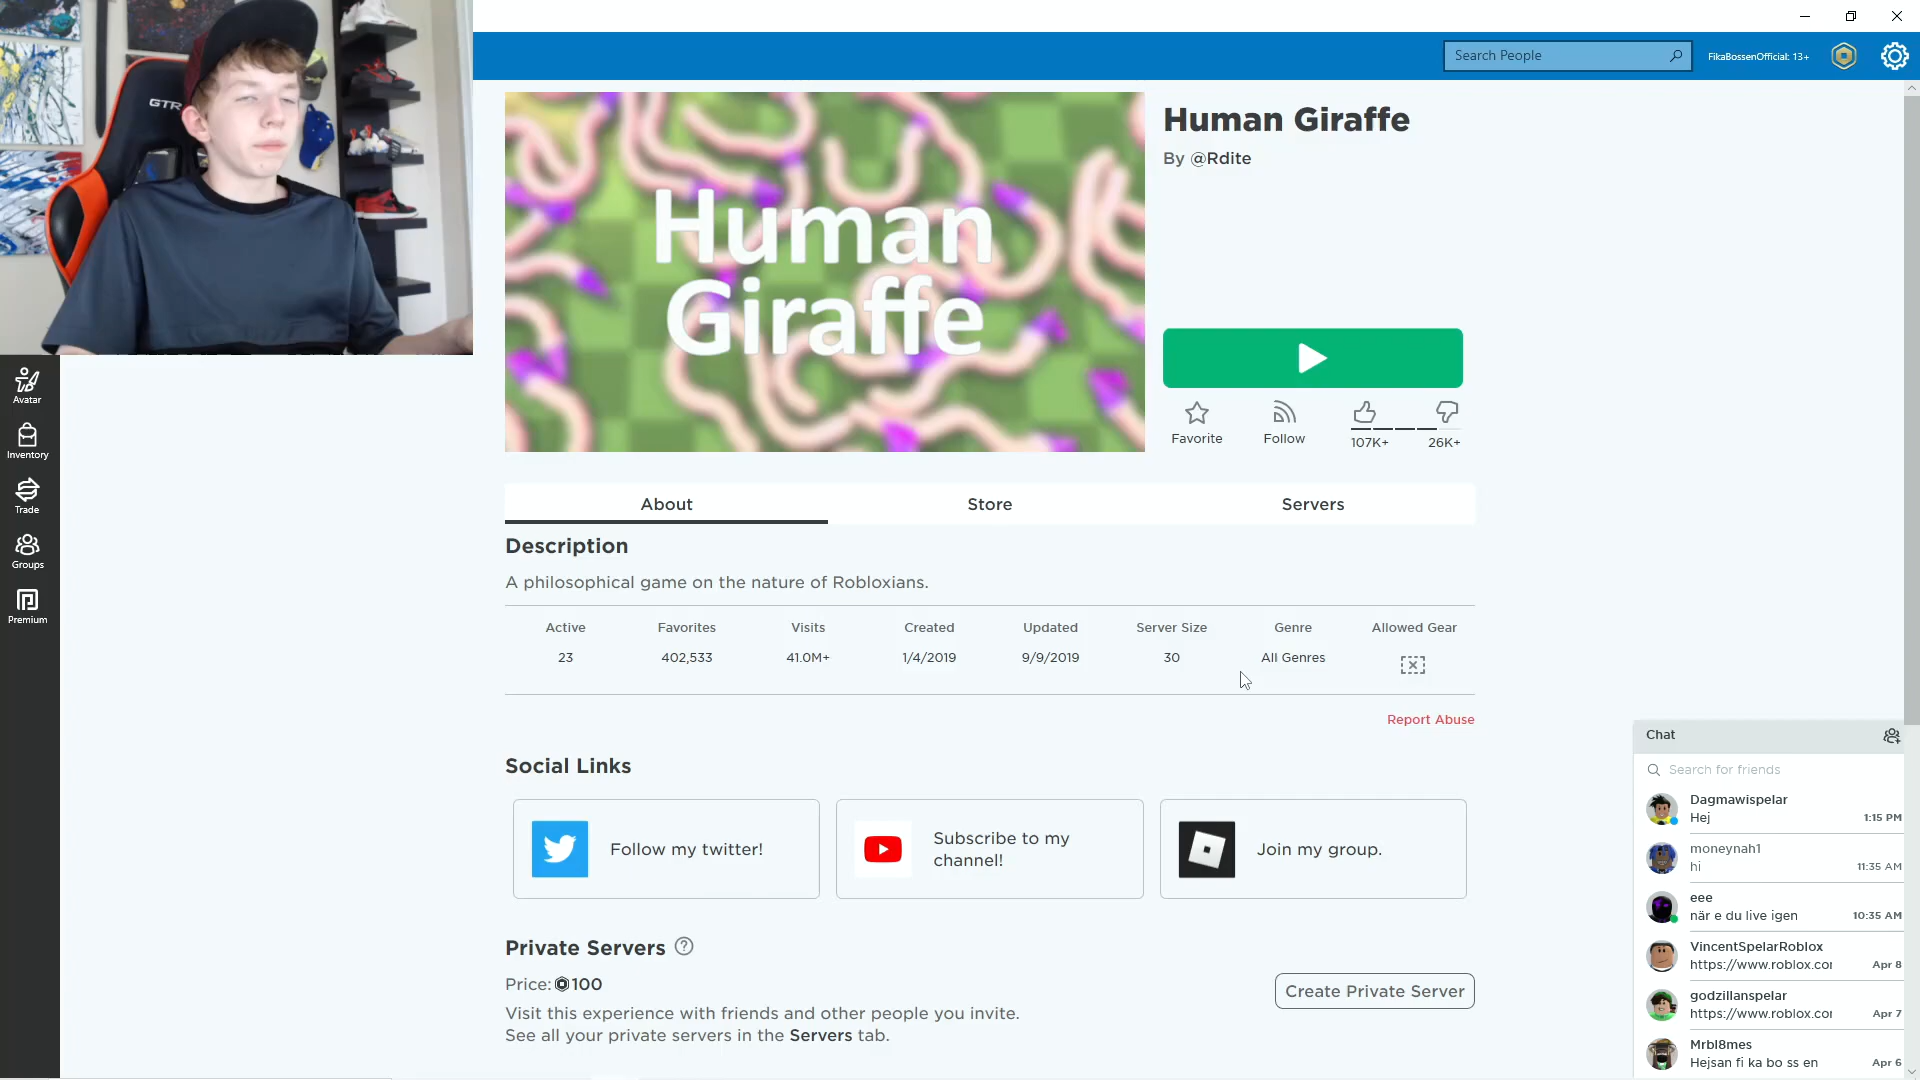 GTR
Search People
FikaBossenOfficial: 13+
Human
Giraffe
Human Giraffe
By @Rdite
Favorite
Follow
107K+
26K+
Avatar
Inventory
Trade
Groups
Premium
About
Store
Servers
Description
A philosophical game on the nature of Robloxians.
Active
Favorites
Visits
Created
Updated
Server Size
Genre
Allowed Gear
23
402,533
41.0M+
1/4/2019
9/9/2019
30
All Genres
Report Abuse
Social Links
Follow my twitter!
Subscribe to my
channel!
Join my group.
Private Servers
Price: 100
Create Private Server
Visit this experience with friends and other people you invite.
See all your private servers in the Servers tab.
Chat
Search for friends
Dagmawispelar
Hej
1:15 PM
moneynah1
hi
11:35 AM
eee
när e du live igen
10:35 AM
VincentSpelarRoblox
https://www.roblox.cor
Apr 8
godzillanspelar
https://www.roblox.cor
Apr 7
Mrbl8mes
Hejsan fi ka bo ss en
Apr 6